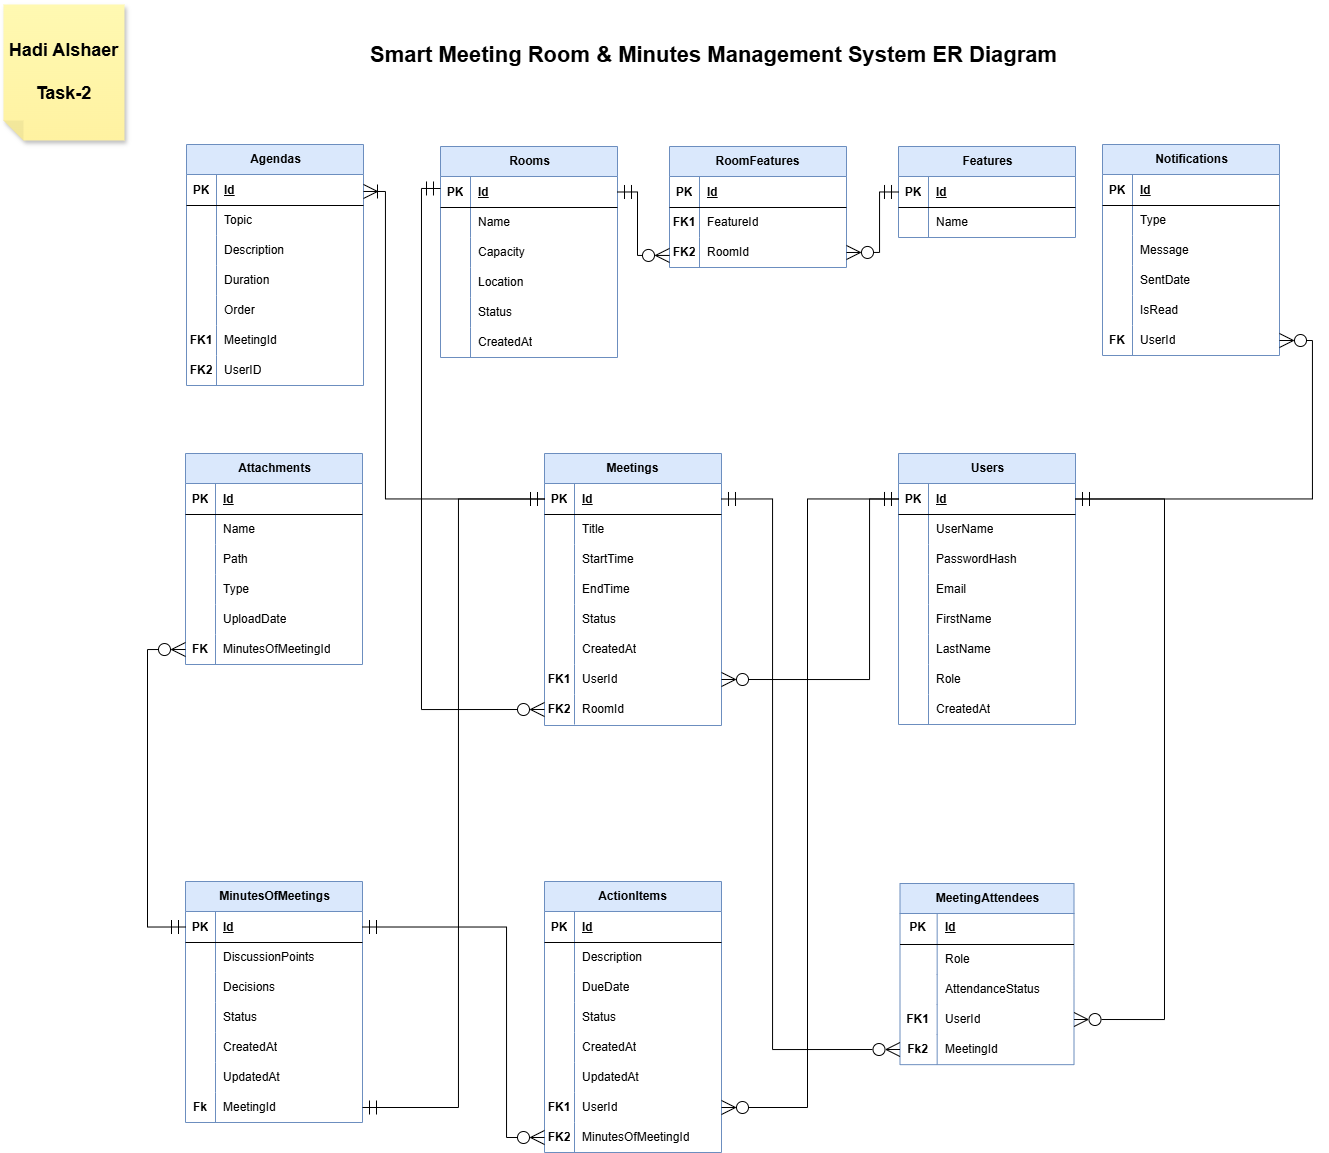 Hadi Alshaer
Task-2
Smart Meeting Room & Minutes Management System ER Diagram
Agendas
PK Id
Topic
Description
Duration
Order
FK1 MeetingId
FK2 UserID
Rooms
PK Id
Name
Capacity
Location
Status
CreatedAt
RoomFeatures
PK Id
FK1 FeatureId
FK2 RoomId
Features
PK Id
Name
Notifications
PK Id
Type
Message
SentDate
IsRead
FK UserId
Attachments
PK Id
Name
Path
Type
UploadDate
FK MinutesOfMeetingId
Meetings
PK Id
Title
StartTime
EndTime
Status
CreatedAt
FK1 UserId
FK2 RoomId
Users
PK Id
UserName
PasswordHash
Email
FirstName
LastName
Role
CreatedAt
MinutesOfMeetings
PK Id
DiscussionPoints
Decisions
Status
CreatedAt
UpdatedAt
Fk MeetingId
ActionItems
PK Id
Description
DueDate
Status
CreatedAt
UpdatedAt
FK1 UserId
FK2 MinutesOfMeetingId
MeetingAttendees
PK Id
Role
AttendanceStatus
FK1 UserId
Fk2 MeetingId